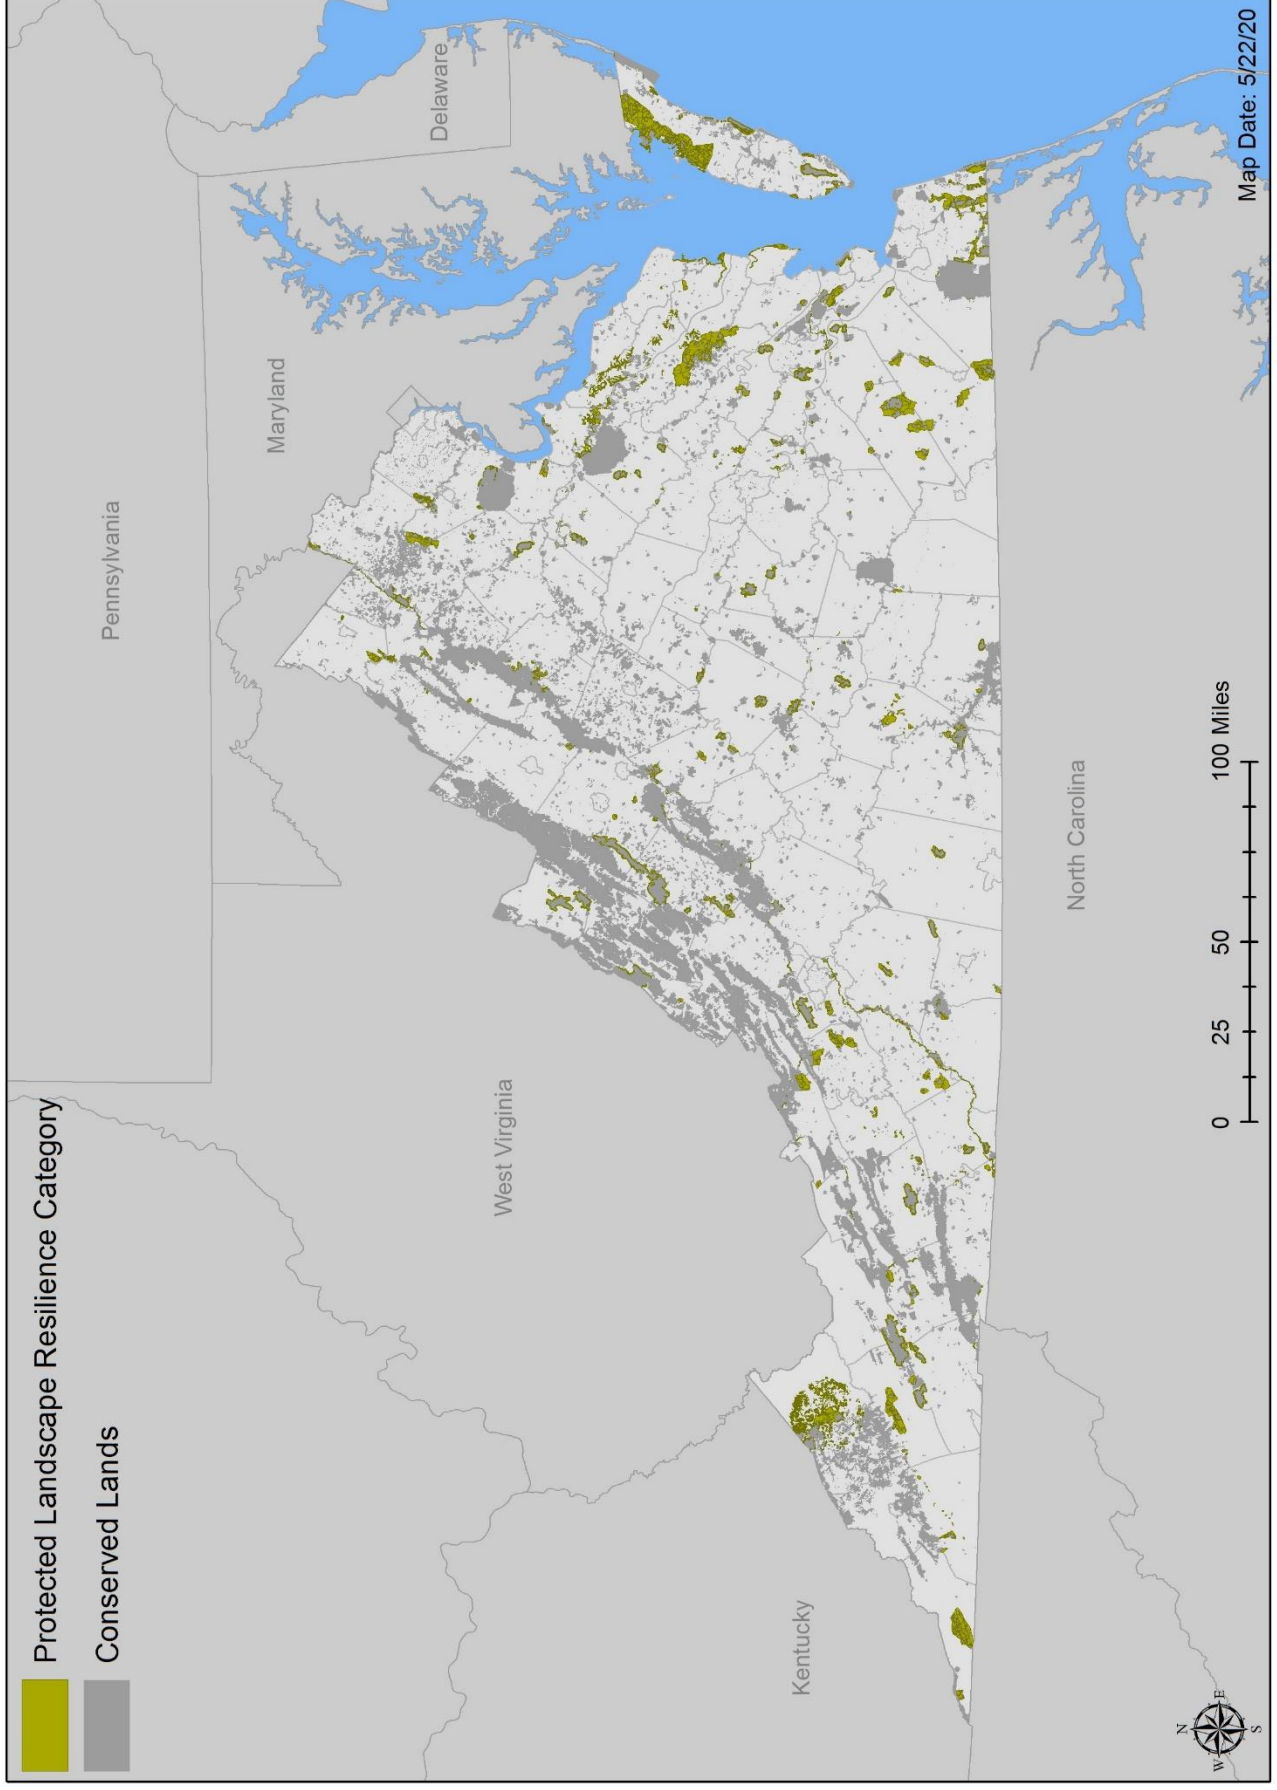 Protected Landscape Resilience Category
Conserved Lands
Pennsylvania
Maryland
Delaware
West Virginia
Kentucky
North Carolina
0 25 50 100 Miles
N
W E
S
Map Date: 5/22/20